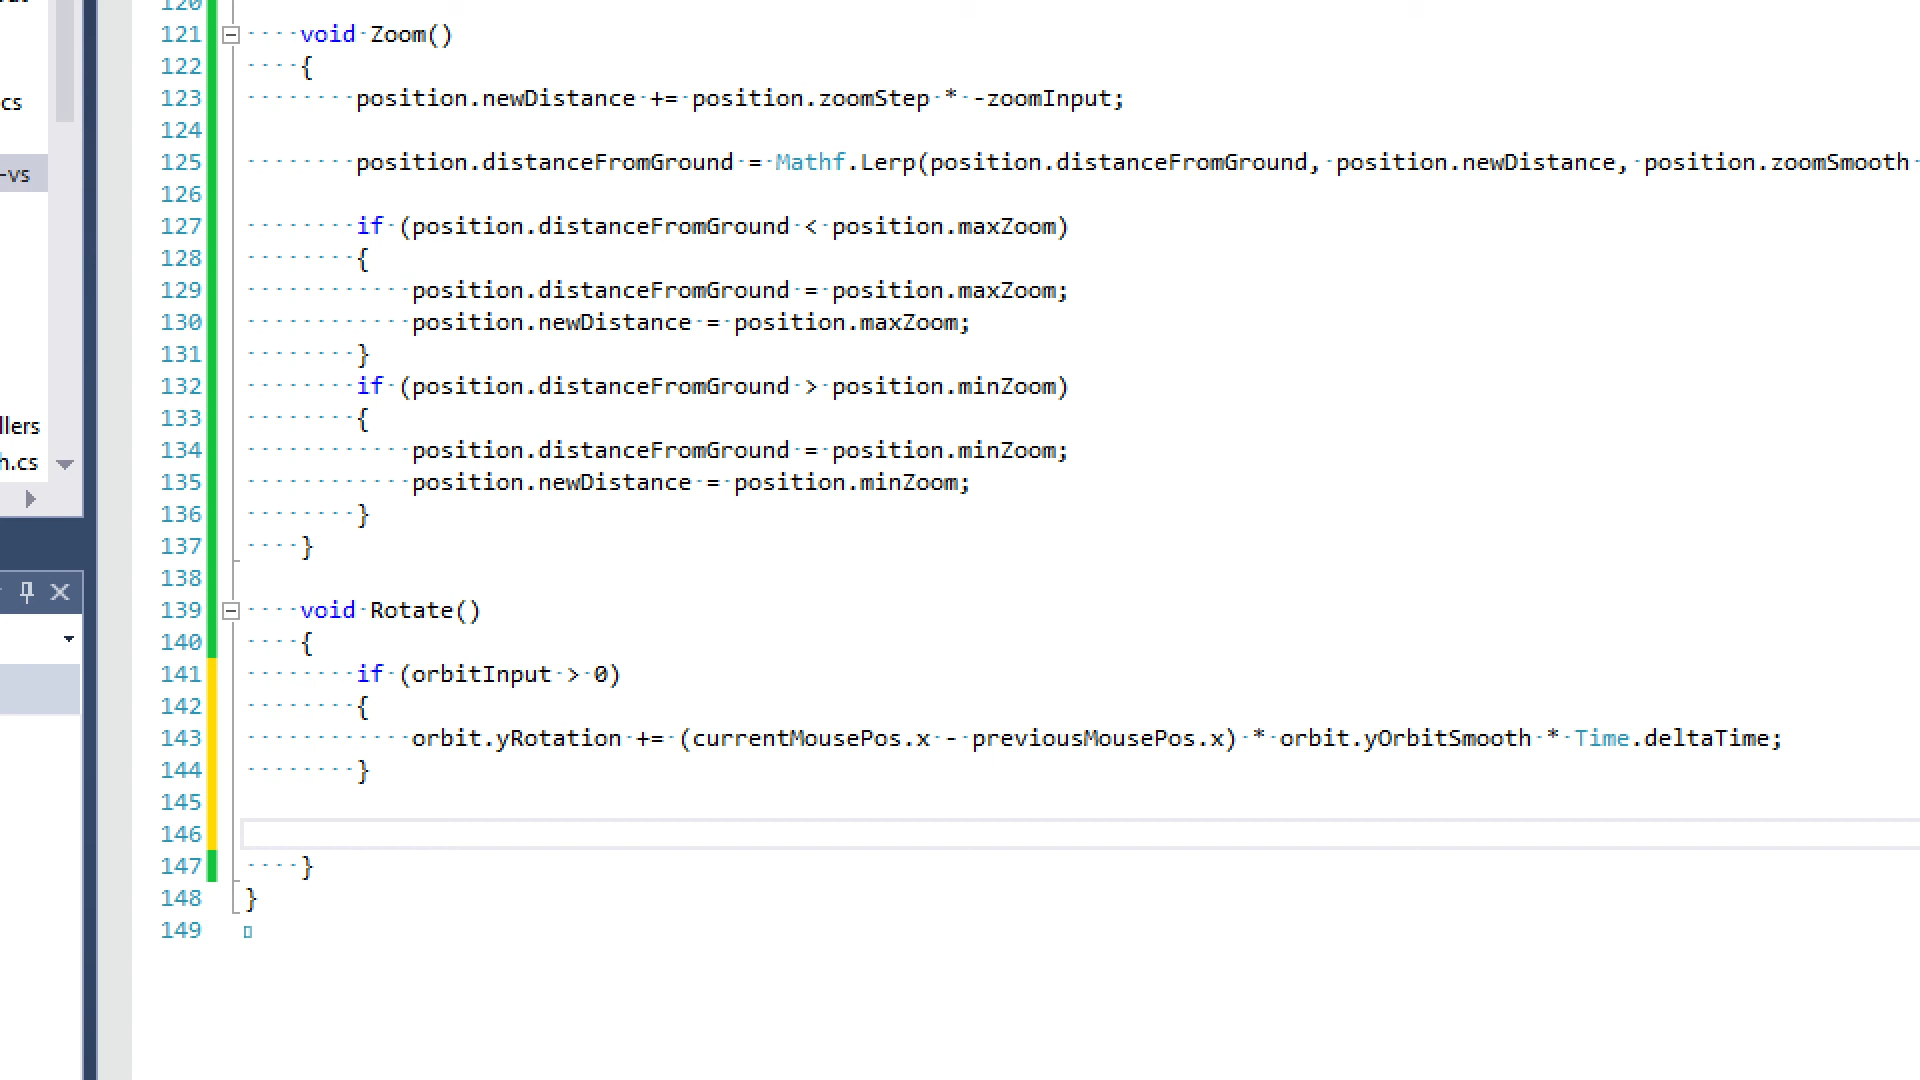 120
121 void Zoom()
122 {
cs
123 position.newDistance += position.zoomStep * -zoomInput;
124
125 position.distanceFromGround = Mathf.Lerp(position.distanceFromGround, position.newDistance, position.zoomSmooth
-vs
126
127 if (position.distanceFromGround < position.maxZoom)
128 {
129 position.distanceFromGround = position.maxZoom;
130 position.newDistance = position.maxZoom;
131 }
132 if (position.distanceFromGround > position.minZoom)
133 {
llers
134 position.distanceFromGround = position.minZoom;
h.cs
135 position.newDistance = position.minZoom;
136 }
137 }
138
139 void Rotate()
140 {
141 if (orbitInput > 0)
142 {
143 orbit.yRotation += (currentMousePos.x - previousMousePos.x) * orbit.yOrbitSmooth * Time.deltaTime;
144 }
145
146
147 }
148 }
149